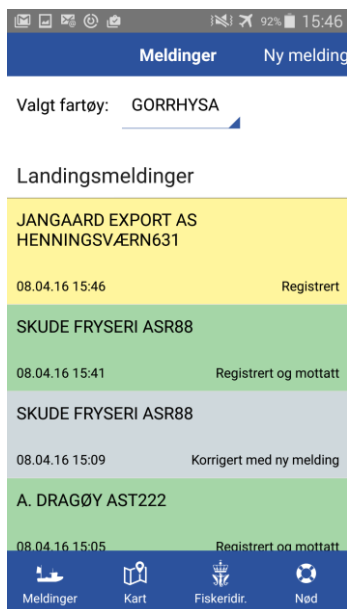 92% 15:46
Meldinger Ny melding
Valgt fartøy: GORRHYSA
Landingsmeldinger
JANGAARD EXPORT AS
HENNINGSVÆRN631
08.04.16 15:46 Registrert
SKUDE FRYSERI ASR88
08.04.16 15:41 Registrert og mottatt
SKUDE FRYSERI ASR88
08.04.16 15:09 Korrigert med ny melding
A. DRAGØY AST222
08.04.16 15:05 Registrert og mottatt
Meldinger Kart Fiskeridir. Nød